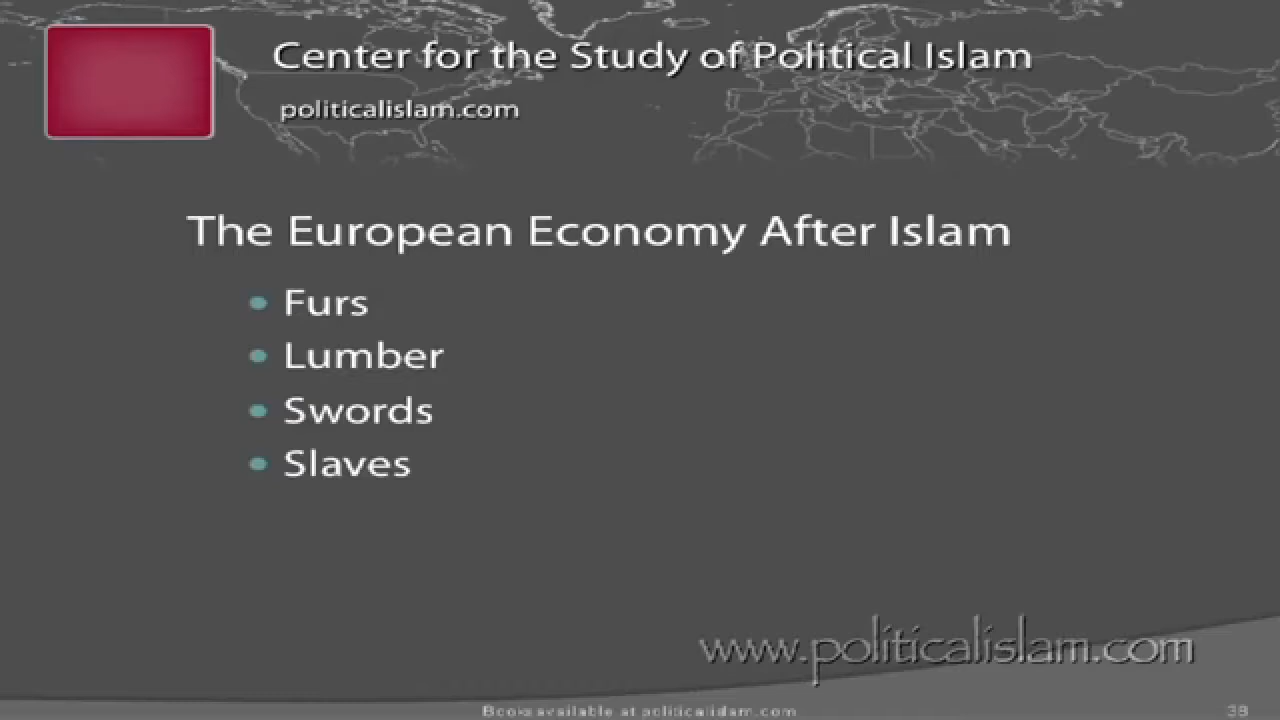 Center for the Study of Political Islam
politicalislam.com
The European Economy After Islam
Furs
Lumber
Swords
Slaves
www.politicalislam.com
Books available at politicalislam.com
38